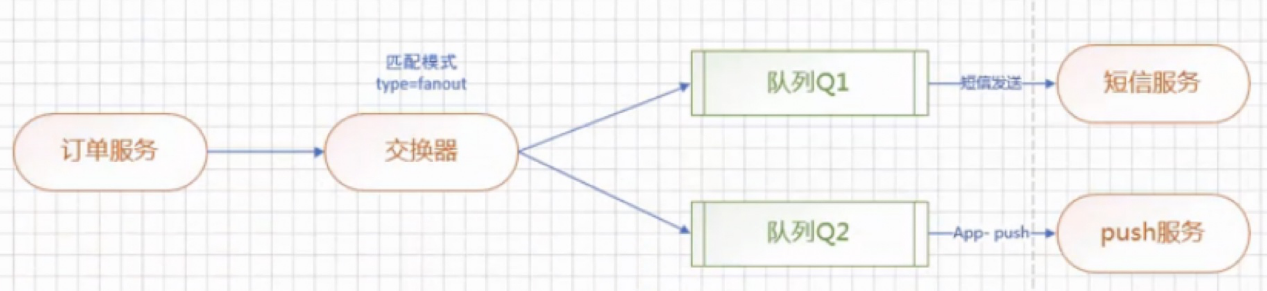 匹配模式
type=fanout
订单服务
交换器
队列Q1
短信发送
短信服务
队列Q2
App- push
push服务